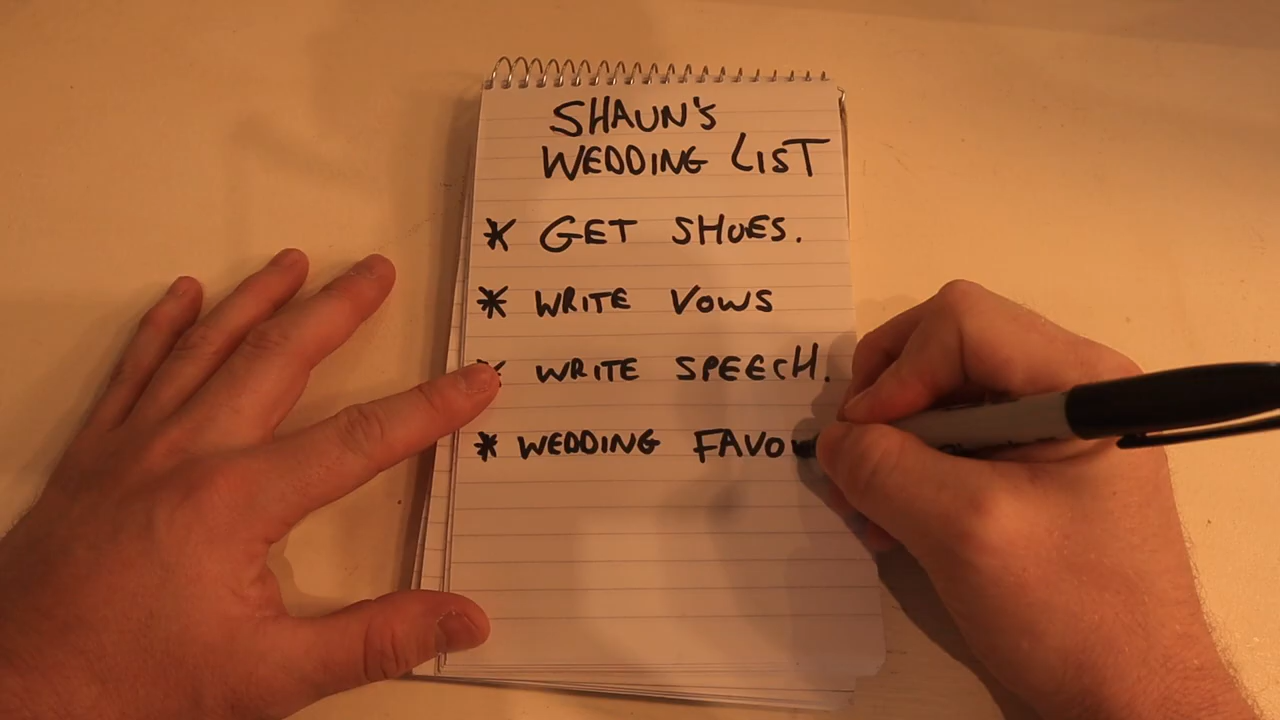 SHAUN'S
WEDDING LIST
* GET SHOES.
* WRITE VOWS
* WRITE SPEECH.
* WEDDING FAVO